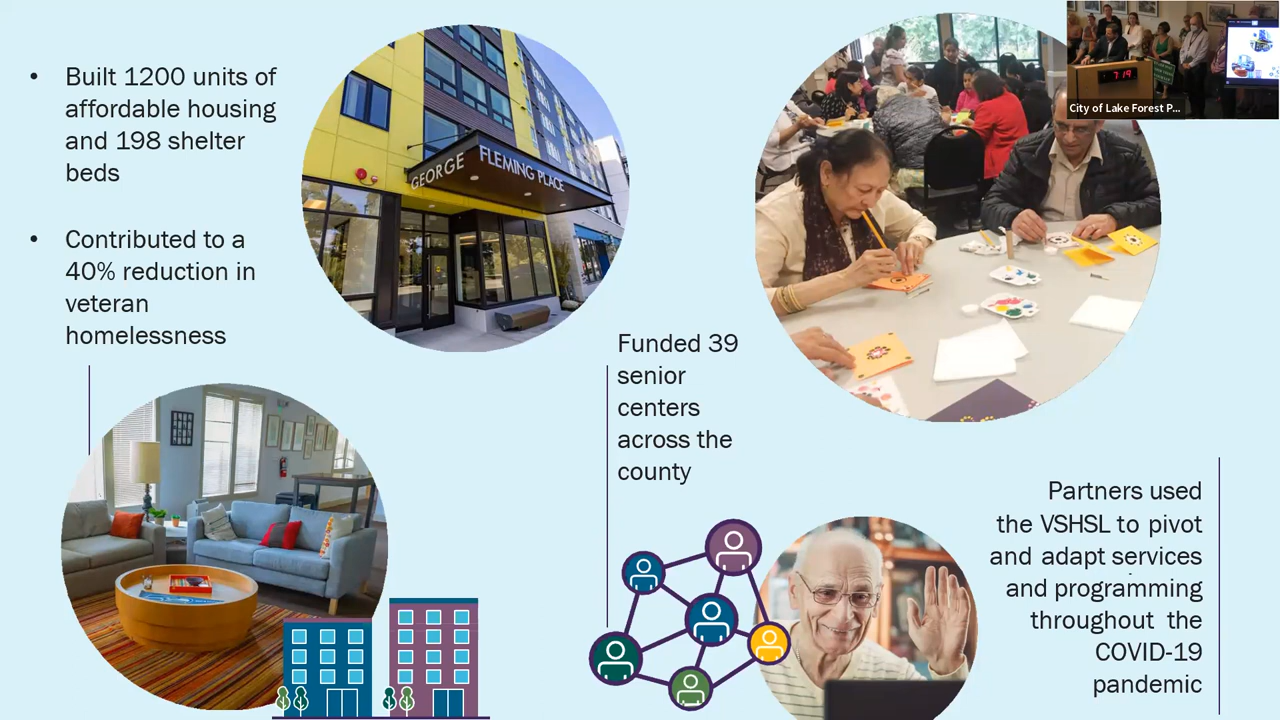 • Built 1200 units of
affordable housing
and 198 shelter
beds
• Contributed to a
40% reduction in
veteran
homelessness
GEORGE FLEMING PLACE
Funded 39
senior
centers
across the
county
Partners used
the VSHSL to pivot
and adapt services
and programming
throughout the
COVID-19
pandemic
7 19
City of Lake Forest P...